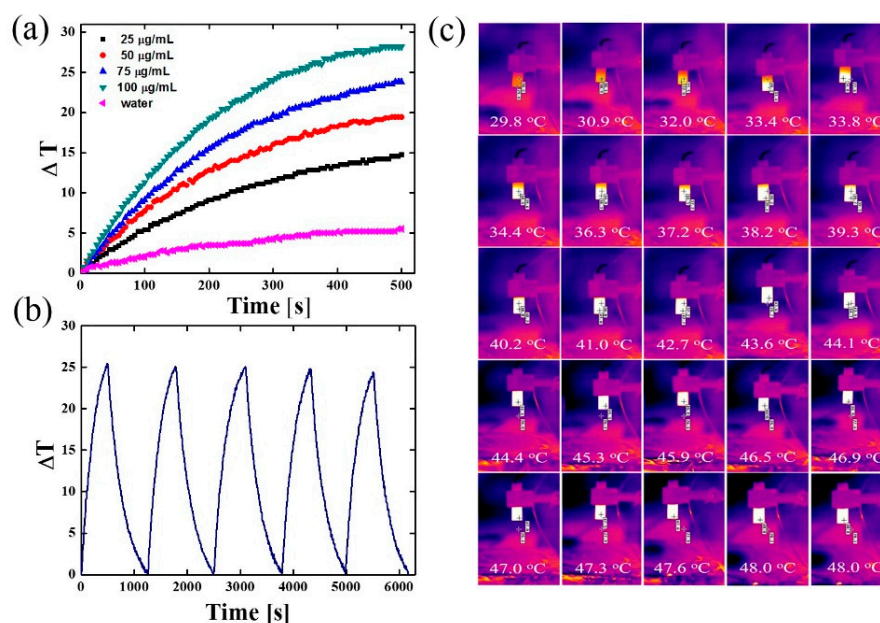 (a)
30
25
20
15
10
5
0
Δ T
25 μg/mL
50 μg/mL
75 μg/mL
100 μg/mL
water
0 100 200 300 400 500
Time [s]
(b)
30
25
20
15
10
5
0
ΔT
0 1000 2000 3000 4000 5000 6000
Time [s]
(c)
29.8 °C 30.9 °C 32.0 °C 33.4 °C 33.8 °C
34.4 °C 36.3 °C 37.2 °C 38.2 °C 39.3 °C
40.2 °C 41.0 °C 42.7 °C 43.6 °C 44.1 °C
44.4 °C 45.3 °C 45.9 °C 46.5 °C 46.9 °C
47.0 °C 47.3 °C 47.6 °C 48.0 °C 48.0 °C